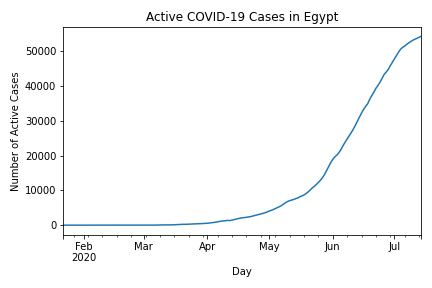 Active COVID-19 Cases in Egypt
Number of Active Cases
50000
40000
30000
20000
10000
0
Feb
2020
Mar
Apr
May
Jun
Jul
Day